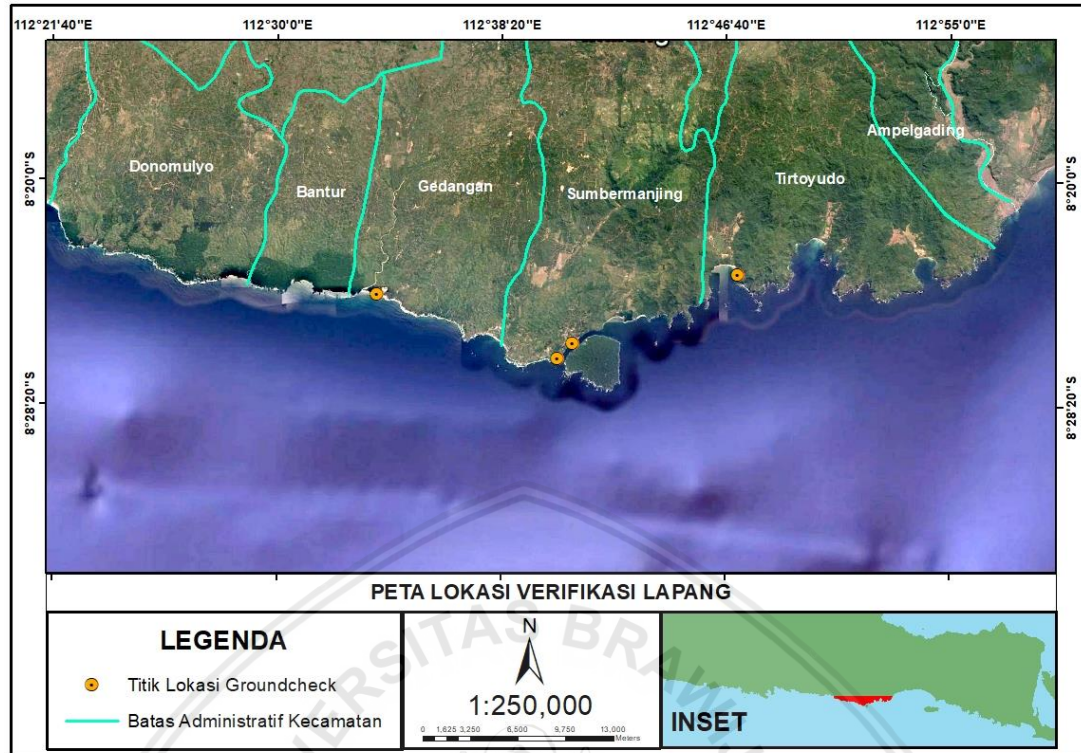 112°21'40"E 112°30'0"E 112°38'20"E 112°46'40"E 112°55'0"E
Ampelgading
Donomulyo
Bantur
Gedangan
Sumbermanjing
Tirtoyudo
8°20'0"S
8°20'0"S
8°28'20"S
8°28'20"S
PETA LOKASI VERIFIKASI LAPANG
LEGENDA
Titik Lokasi Groundcheck
Batas Administratif Kecamatan
N
1:250,000
0 1,625 3,250 6,500 9,750 13,000
Meters
INSET
UNIVERSITAS BRAW